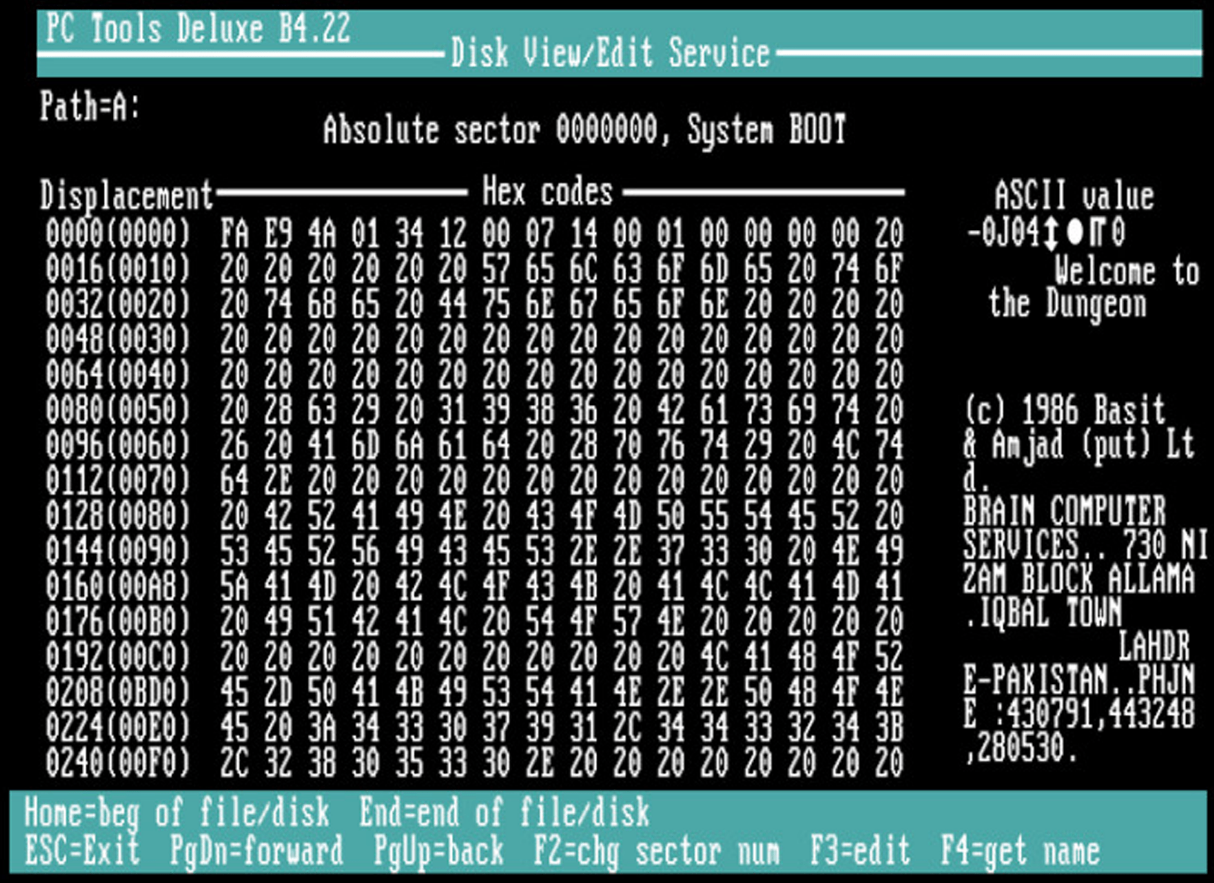 PC Tools Deluxe B4.22
Disk View/Edit Service
Path=A:
Absolute sector 0000000, System BOOT
Displacement Hex codes ASCII value
0000(0000) FA E9 4A 01 34 12 00 07 14 00 01 00 00 00 00 20 -0J04↕●╓0
0016(0010) 20 20 20 20 20 20 57 65 6C 63 6F 6D 65 20 74 6F Welcome to
0032(0020) 20 74 68 65 20 44 75 6E 67 65 6F 6E 20 20 20 20 the Dungeon
0048(0030) 20 20 20 20 20 20 20 20 20 20 20 20 20 20 20 20
0064(0040) 20 20 20 20 20 20 20 20 20 20 20 20 20 20 20 20
0080(0050) 20 28 63 29 20 31 39 38 36 20 42 61 73 69 74 20 (c) 1986 Basit
0096(0060) 26 20 41 6D 6A 61 64 20 28 70 76 74 29 20 4C 74 & Amjad (put) Lt
0112(0070) 64 2E 20 20 20 20 20 20 20 20 20 20 20 20 20 20 d.
0128(0080) 20 42 52 41 49 4E 20 43 4F 4D 50 55 54 45 52 20 BRAIN COMPUTER
0144(0090) 53 45 52 56 49 43 45 53 2E 2E 37 33 30 20 4E 49 SERVICES.. 730 NI
0160(00A8) 5A 41 4D 20 42 4C 4F 43 4B 20 41 4C 4C 41 4D 41 ZAM BLOCK ALLAMA
0176(00B0) 20 49 51 42 41 4C 20 54 4F 57 4E 20 20 20 20 20 .IQBAL TOWN
0192(00C0) 20 20 20 20 20 20 20 20 20 20 20 4C 41 48 4F 52 LAHDR
0208(0BD0) 45 2D 50 41 4B 49 53 54 41 4E 2E 2E 50 48 4F 4E E-PAKISTAN..PHJN
0224(00E0) 45 20 3A 34 33 30 37 39 31 2C 34 34 33 32 34 3B E :430791,443248
0240(00F0) 2C 32 38 30 35 33 30 2E 20 20 20 20 20 20 20 20 ,280530.
Home=beg of file/disk End=end of file/disk
ESC=Exit PgDn=forward PgUp=back F2=chg sector num F3=edit F4=get name